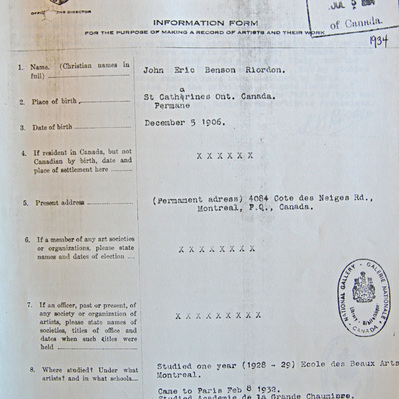 THE DIRECTOR
of Canada.
INFORMATION FORM
FOR THE PURPOSE OF MAKING A RECORD OF ARTISTS AND THEIR WORK
1934
1. Name. (Christian names in full) John Eric Benson Riordon.
a
2. Place of birth, St Cathrines Ont. Canada.
Permane
3. Date of birth December 5 1906.
4. If resident in Canada, but not
Canadian by birth, date and
place of settlement here X X X X X X
5. Present address (Permament adress) 4084 Cote des Neiges Rd.,
Montreal, P.Q., Canada.
6. If a member of any art societies
or organizations, please state
names and dates of election X X X X X X X X
7. If an officer, past or present, of
any society or organization of
artists, please state names of
societies, titles of office and
dates when such titles were
held X X X X X X X X X
NATIONAL GALLERY - GALERIE NATIONALE
CANADA
8. Where studied? Under what
artists? and in what schools Studied one year (1928 - 29) Ecole des Beaux Arts
Montreal.
Came to Paris Feb 8 1932.
Studied Academie de la Grande Chaumiere.